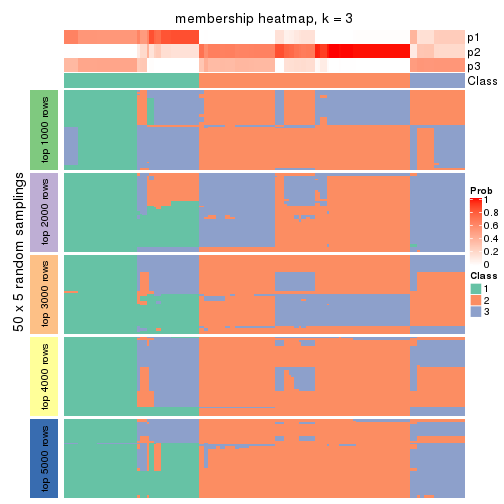 membership heatmap, k = 3
p1
p2
p3
Class
50 x 5 random samplings
top 1000 rows
top 2000 rows
top 3000 rows
top 4000 rows
top 5000 rows
Prob
1
0.8
0.6
0.4
0.2
0
Class
1
2
3